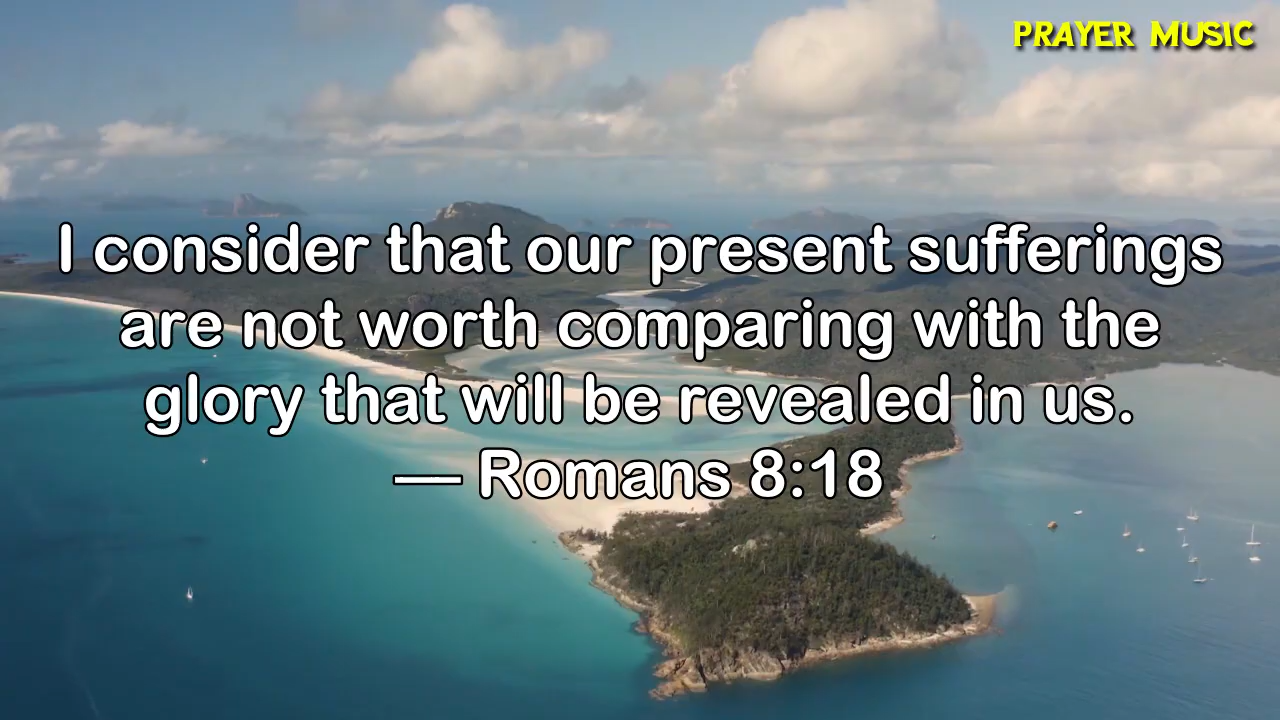 PRAYER MUSIC
I consider that our present sufferings
are not worth comparing with the
glory that will be revealed in us.
— Romans 8:18